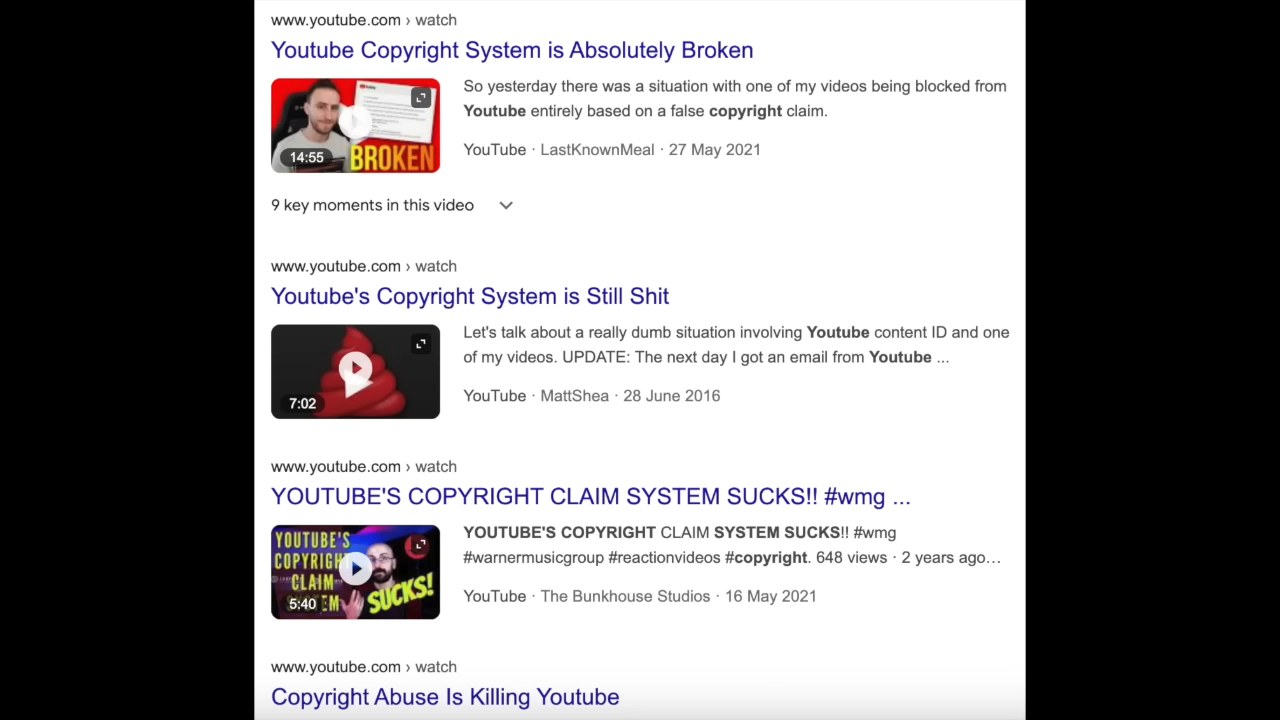 www.youtube.com › watch
Youtube Copyright System is Absolutely Broken
So yesterday there was a situation with one of my videos being blocked from
Youtube entirely based on a false copyright claim.
14:55
BROKEN
YouTube · LastKnownMeal · 27 May 2021
9 key moments in this video
www.youtube.com › watch
Youtube's Copyright System is Still Shit
Let's talk about a really dumb situation involving Youtube content ID and one
of my videos. UPDATE: The next day I got an email from Youtube ...
7:02
YouTube · MattShea · 28 June 2016
www.youtube.com › watch
YOUTUBE'S COPYRIGHT CLAIM SYSTEM SUCKS!! #wmg ...
YOUTUBE'S
COPYRIGHT
CLAIM
SYSTEM
SUCKS!
5:40
YOUTUBE'S COPYRIGHT CLAIM SYSTEM SUCKS!! #wmg
#warnermusicgroup #reactionvideos #copyright. 648 views · 2 years ago...
YouTube · The Bunkhouse Studios · 16 May 2021
www.youtube.com › watch
Copyright Abuse Is Killing Youtube